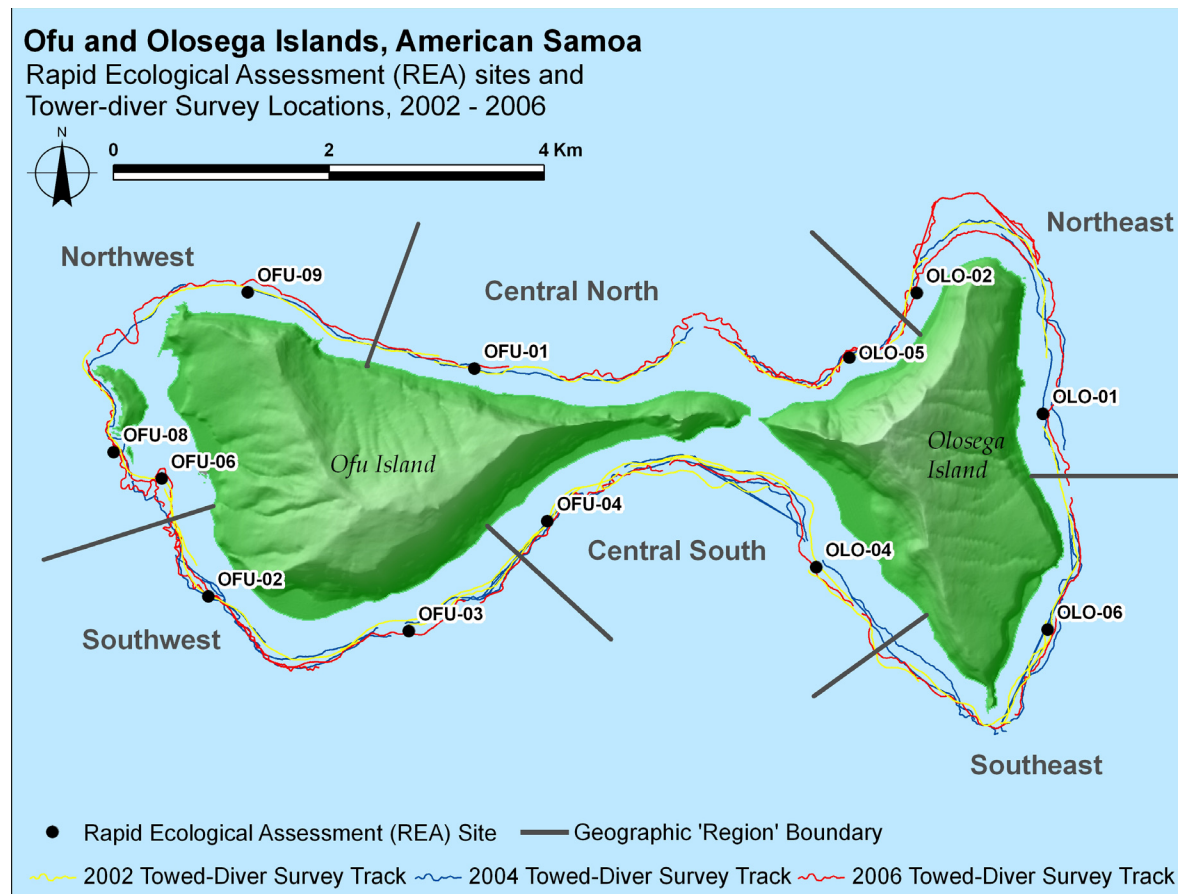 Ofu and Olosega Islands, American Samoa
Rapid Ecological Assessment (REA) sites and
Tower-diver Survey Locations, 2002 - 2006
N
0 2 4 Km
Northeast
Northwest
OFU-09
OLO-02
Central North
OFU-01
OLO-05
OLO-01
OFU-08
Olosega
Island
OFU-06
Ofu Island
OFU-04
Central South
OLO-04
OFU-02
OFU-03
OLO-06
Southwest
Southeast
Rapid Ecological Assessment (REA) Site
Geographic 'Region' Boundary
2002 Towed-Diver Survey Track
2004 Towed-Diver Survey Track
2006 Towed-Diver Survey Track